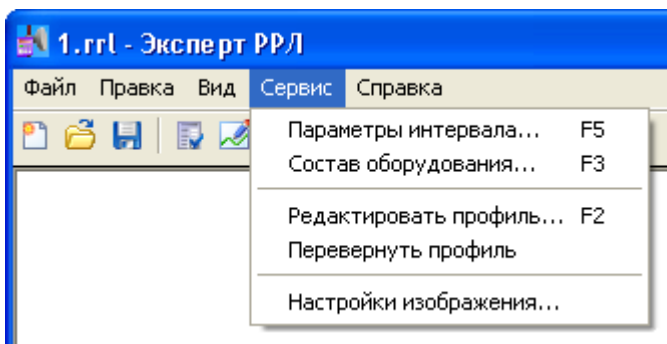 1.rrl - Эксперт РРЛ
Файл Правка Вид Сервис Справка
Параметры интервала... F5
Состав оборудования... F3
Редактировать профиль... F2
Перевернуть профиль
Настройки изображения...